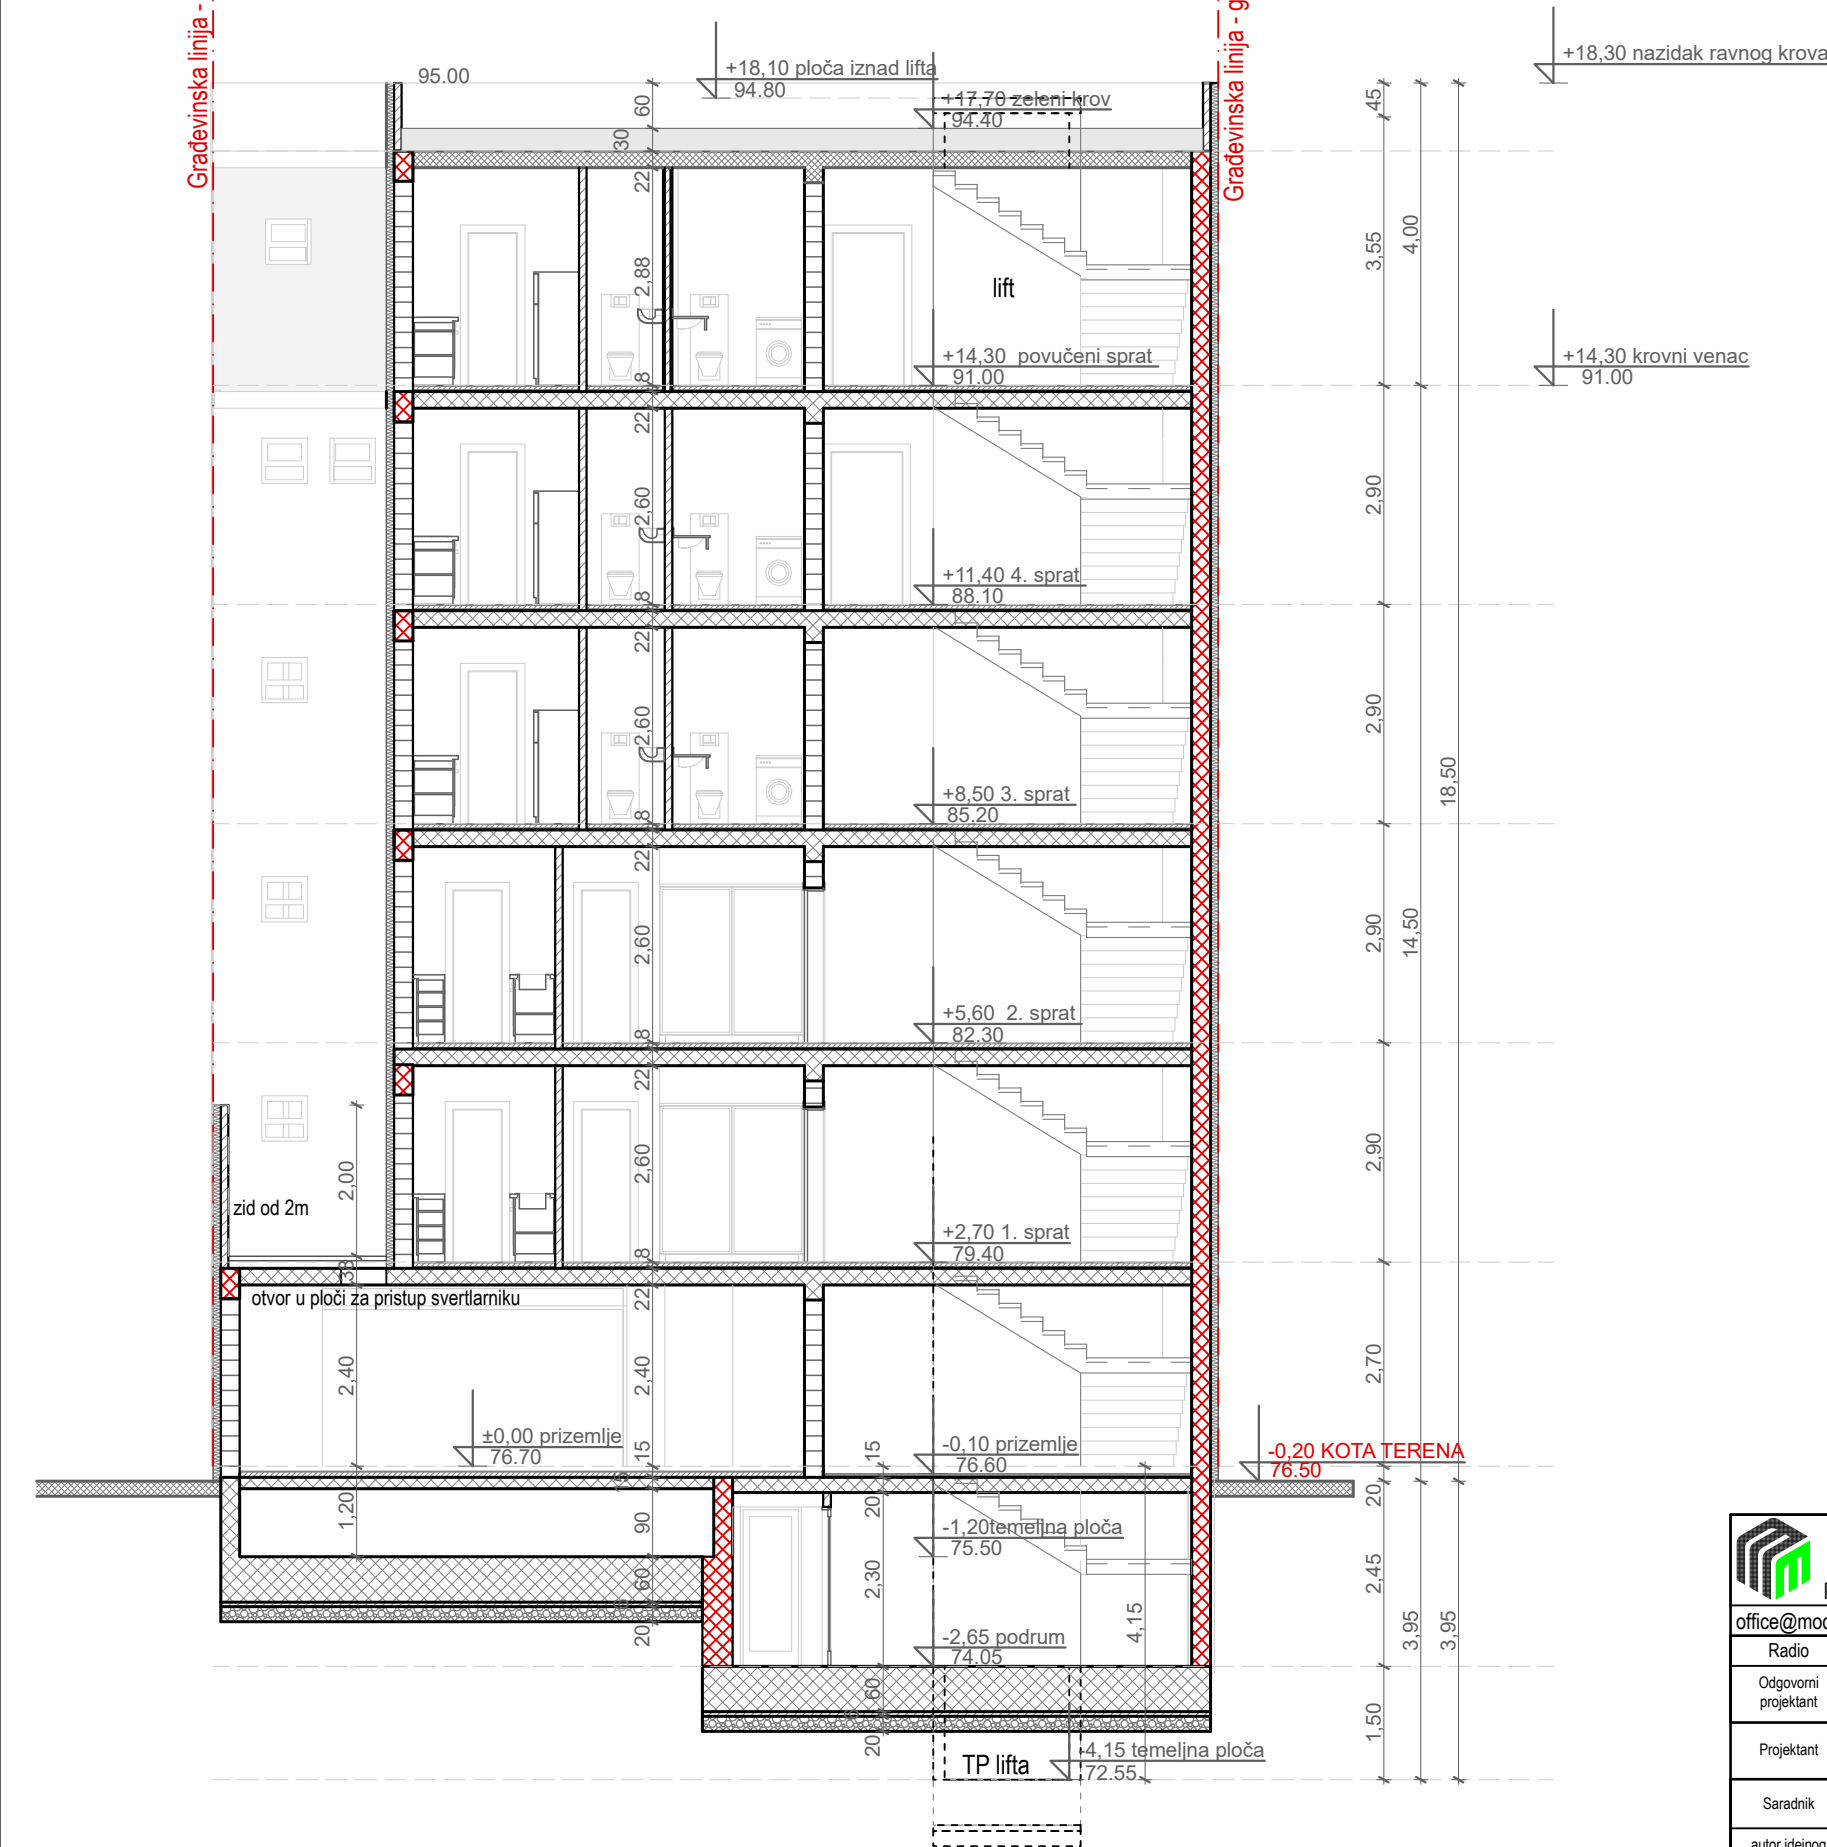 Građevinska linija -
Građevinska linija - g
95.00
+18,10 ploča iznad lifta
94.80
+18,30 nazidak ravnog krova
+17,70 zeleni krov
94.40
60
30
22
2,88
8
45
3,55
4,00
lift
+14,30 povučeni sprat
91.00
+14,30 krovni venac
91.00
22
2,60
8
2,90
+11,40 4. sprat
88.10
22
2,60
8
2,90
18,50
+8,50 3. sprat
85.20
22
2,60
8
2,90
14,50
+5,60 2. sprat
82.30
22
2,60
8
2,90
2,00
zid od 2m
+2,70 1. sprat
79.40
38
otvor u ploči za pristup svertlarniku
22
2,40
2,40
2,70
±0,00 prizemlje
76.70
15
15
-0,10 prizemlje
76.60
-0,20 KOTA TERENA
76.50
15
1,20
90
20
20
-1,20temeljna ploča
75.50
60
2,30
2,45
20
4,15
3,95
3,95
-2,65 podrum
74.05
60
20
1,50
TP lifta
-4,15 temeljna ploča
72.55
office@mod
Radio
Odgovorni
projektant
Projektant
Saradnik
autor idejnog